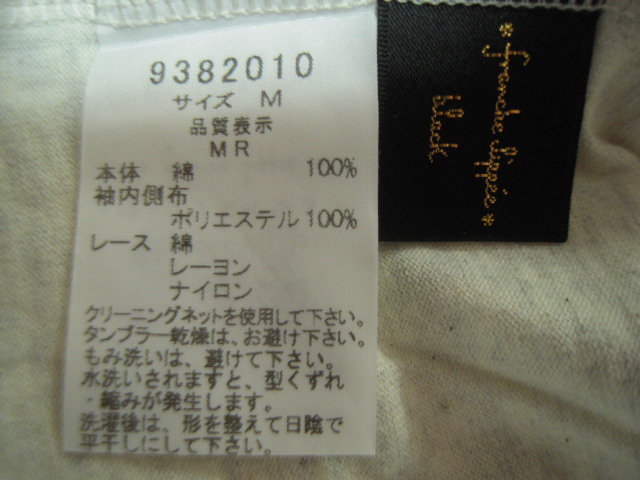 9382010
サイズ M
品質表示
MR
本体 綿 100%
袖内側布
ポリエステル 100%
レース 綿
レーヨン
ナイロン
クリーニングネットを使用して下さい。
タンブラー乾燥は、お避け下さい。
もみ洗いは、避けて下さい。
水洗いされますと、型くずれ
・縮みが発生します。
洗濯後は、形を整えて日陰で
平干しにして下さい。
*franche lippée*
black